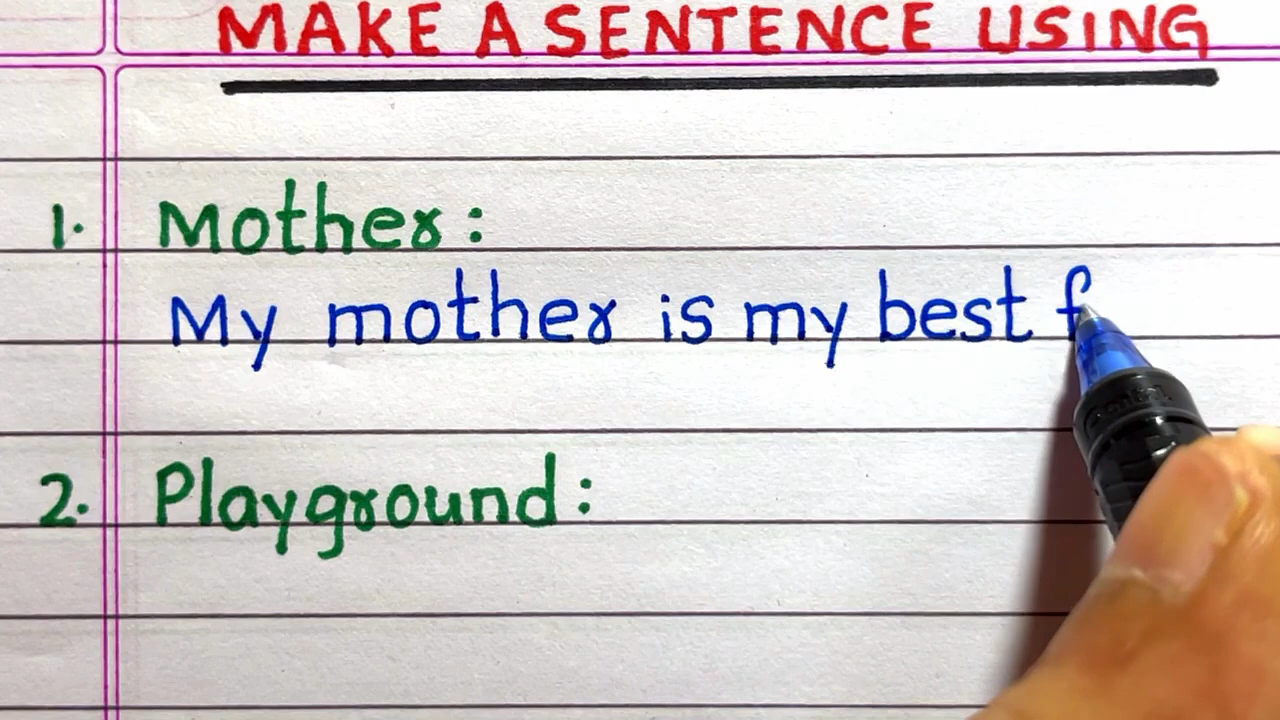 MAKE A SENTENCE USING
1. Mother:
My mother is my best f
2. Playground: